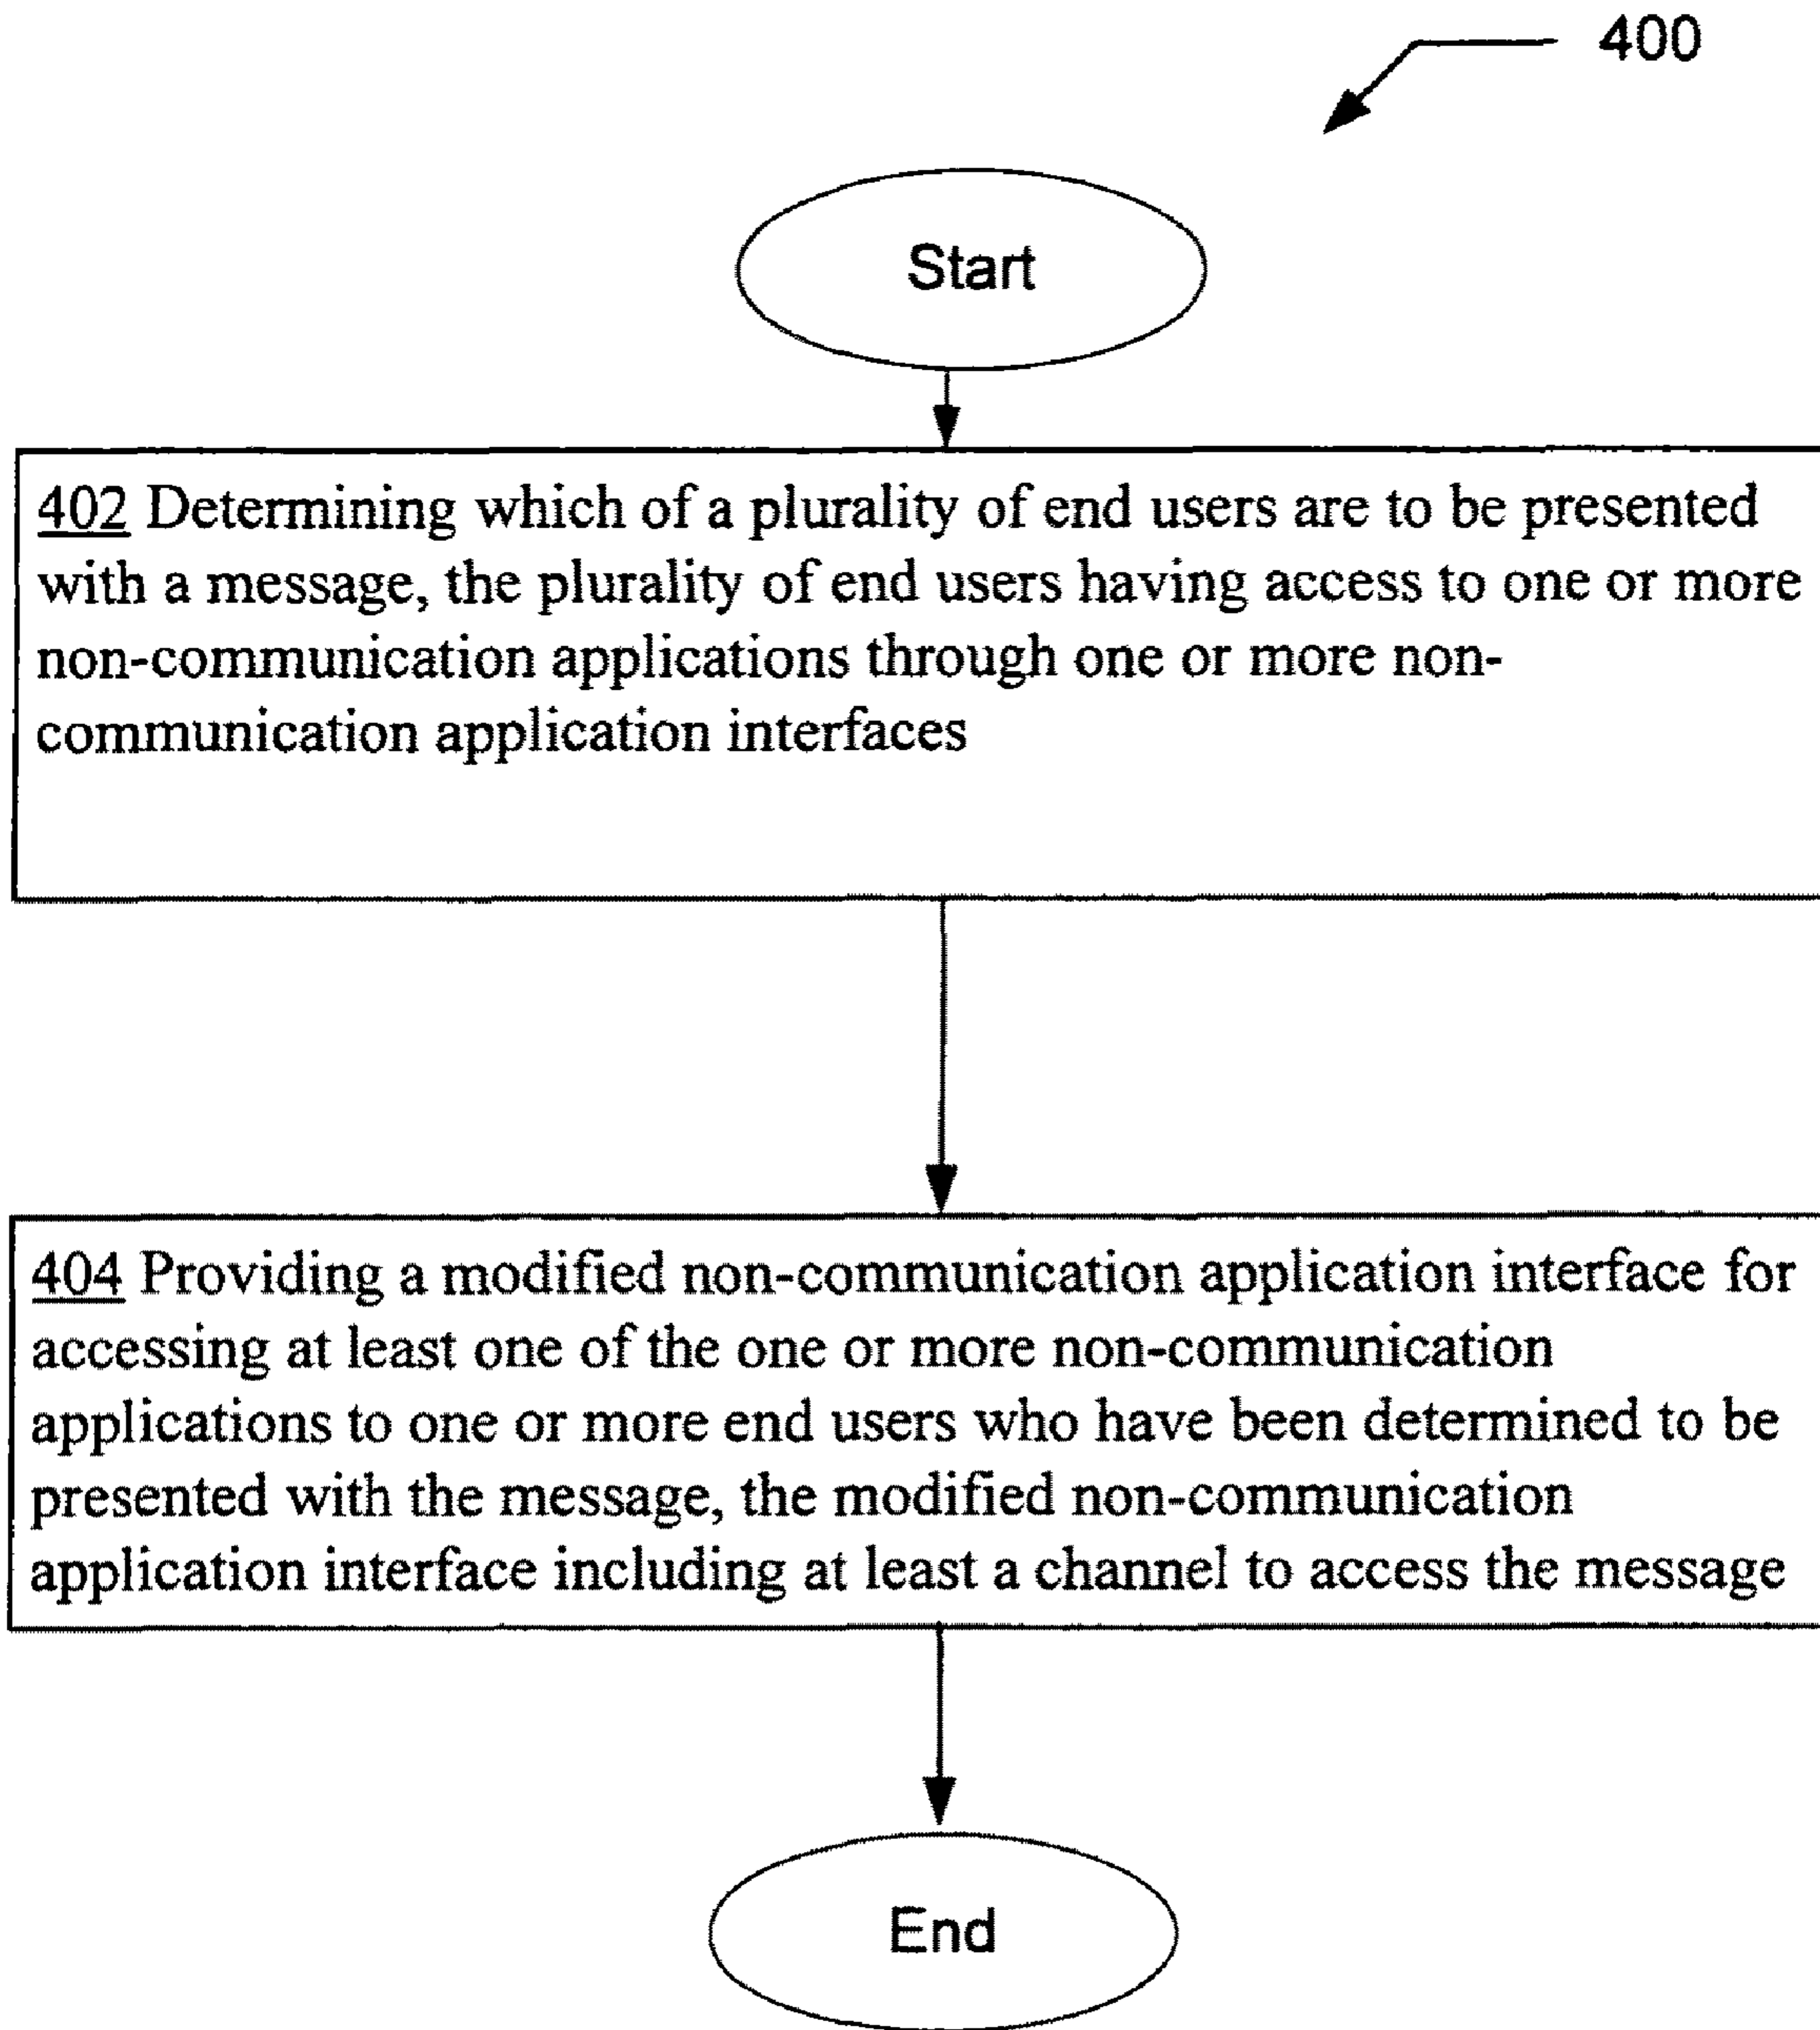 400
Start
402 Determining which of a plurality of end users are to be presented
with a message, the plurality of end users having access to one or more
non-communication applications through one or more non-
communication application interfaces
404 Providing a modified non-communication application interface for
accessing at least one of the one or more non-communication
applications to one or more end users who have been determined to be
presented with the message, the modified non-communication
application interface including at least a channel to access the message
End